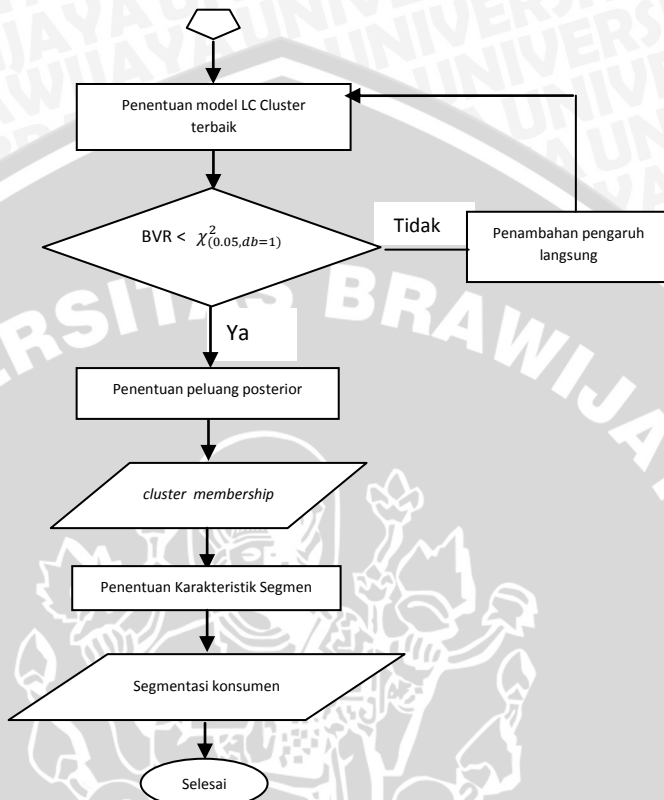 Penentuan model LC Cluster
terbaik
BVR < χ²(0.05,db=1)
Tidak
Penambahan pengaruh
langsung
Ya
Penentuan peluang posterior
cluster membership
Penentuan Karakteristik Segmen
Segmentasi konsumen
Selesai